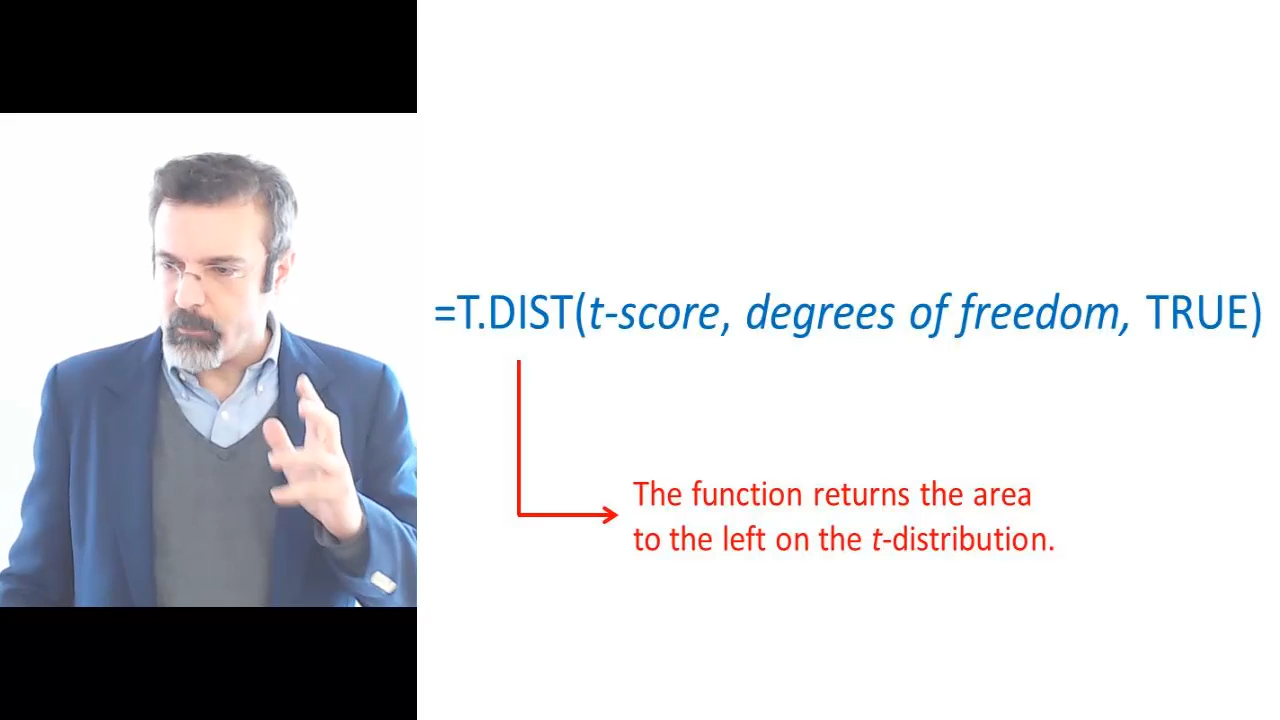 =T.DIST(t-score, degrees of freedom, TRUE)
The function returns the area
to the left on the t-distribution.